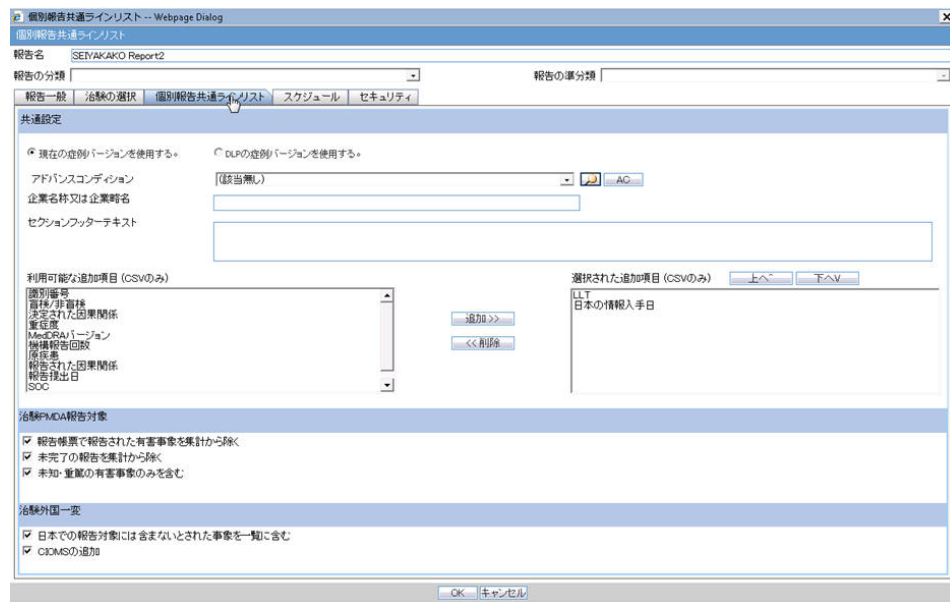 個別報告共通ラインリスト -- Webpage Dialog
個別報告共通ラインリスト
報告名 SEIYAKAKO Report2
報告の分類 報告の準分類
報告一般 治験の選択 個別報告共通ラインリスト スケジュール セキュリティ
共通設定
現在の症例バージョンを使用する。 DLPの症例バージョンを使用する。
アドバンスコンディション (該当無し) AC
企業名称又は企業略名
セクションフッターテキスト
利用可能な追加項目 (CSVのみ) 選択された追加項目 (CSVのみ) 上へ^ 下へV
識別番号
盲検/非盲検
決定された因果関係
重症度
MedDRAバージョン
機構報告回数
原疾患
報告された因果関係
報告提出日
SOC
追加 >>
<< 削除
LLT
日本の情報入手日
治験PMDA報告対象
報告帳票で報告された有害事象を集計から除く
未完了の報告を集計から除く
未知・重篤の有害事象のみを含む
治験外国一変
日本での報告対象には含まないとされた事象を一覧に含む
CIOMSの追加
OK キャンセル